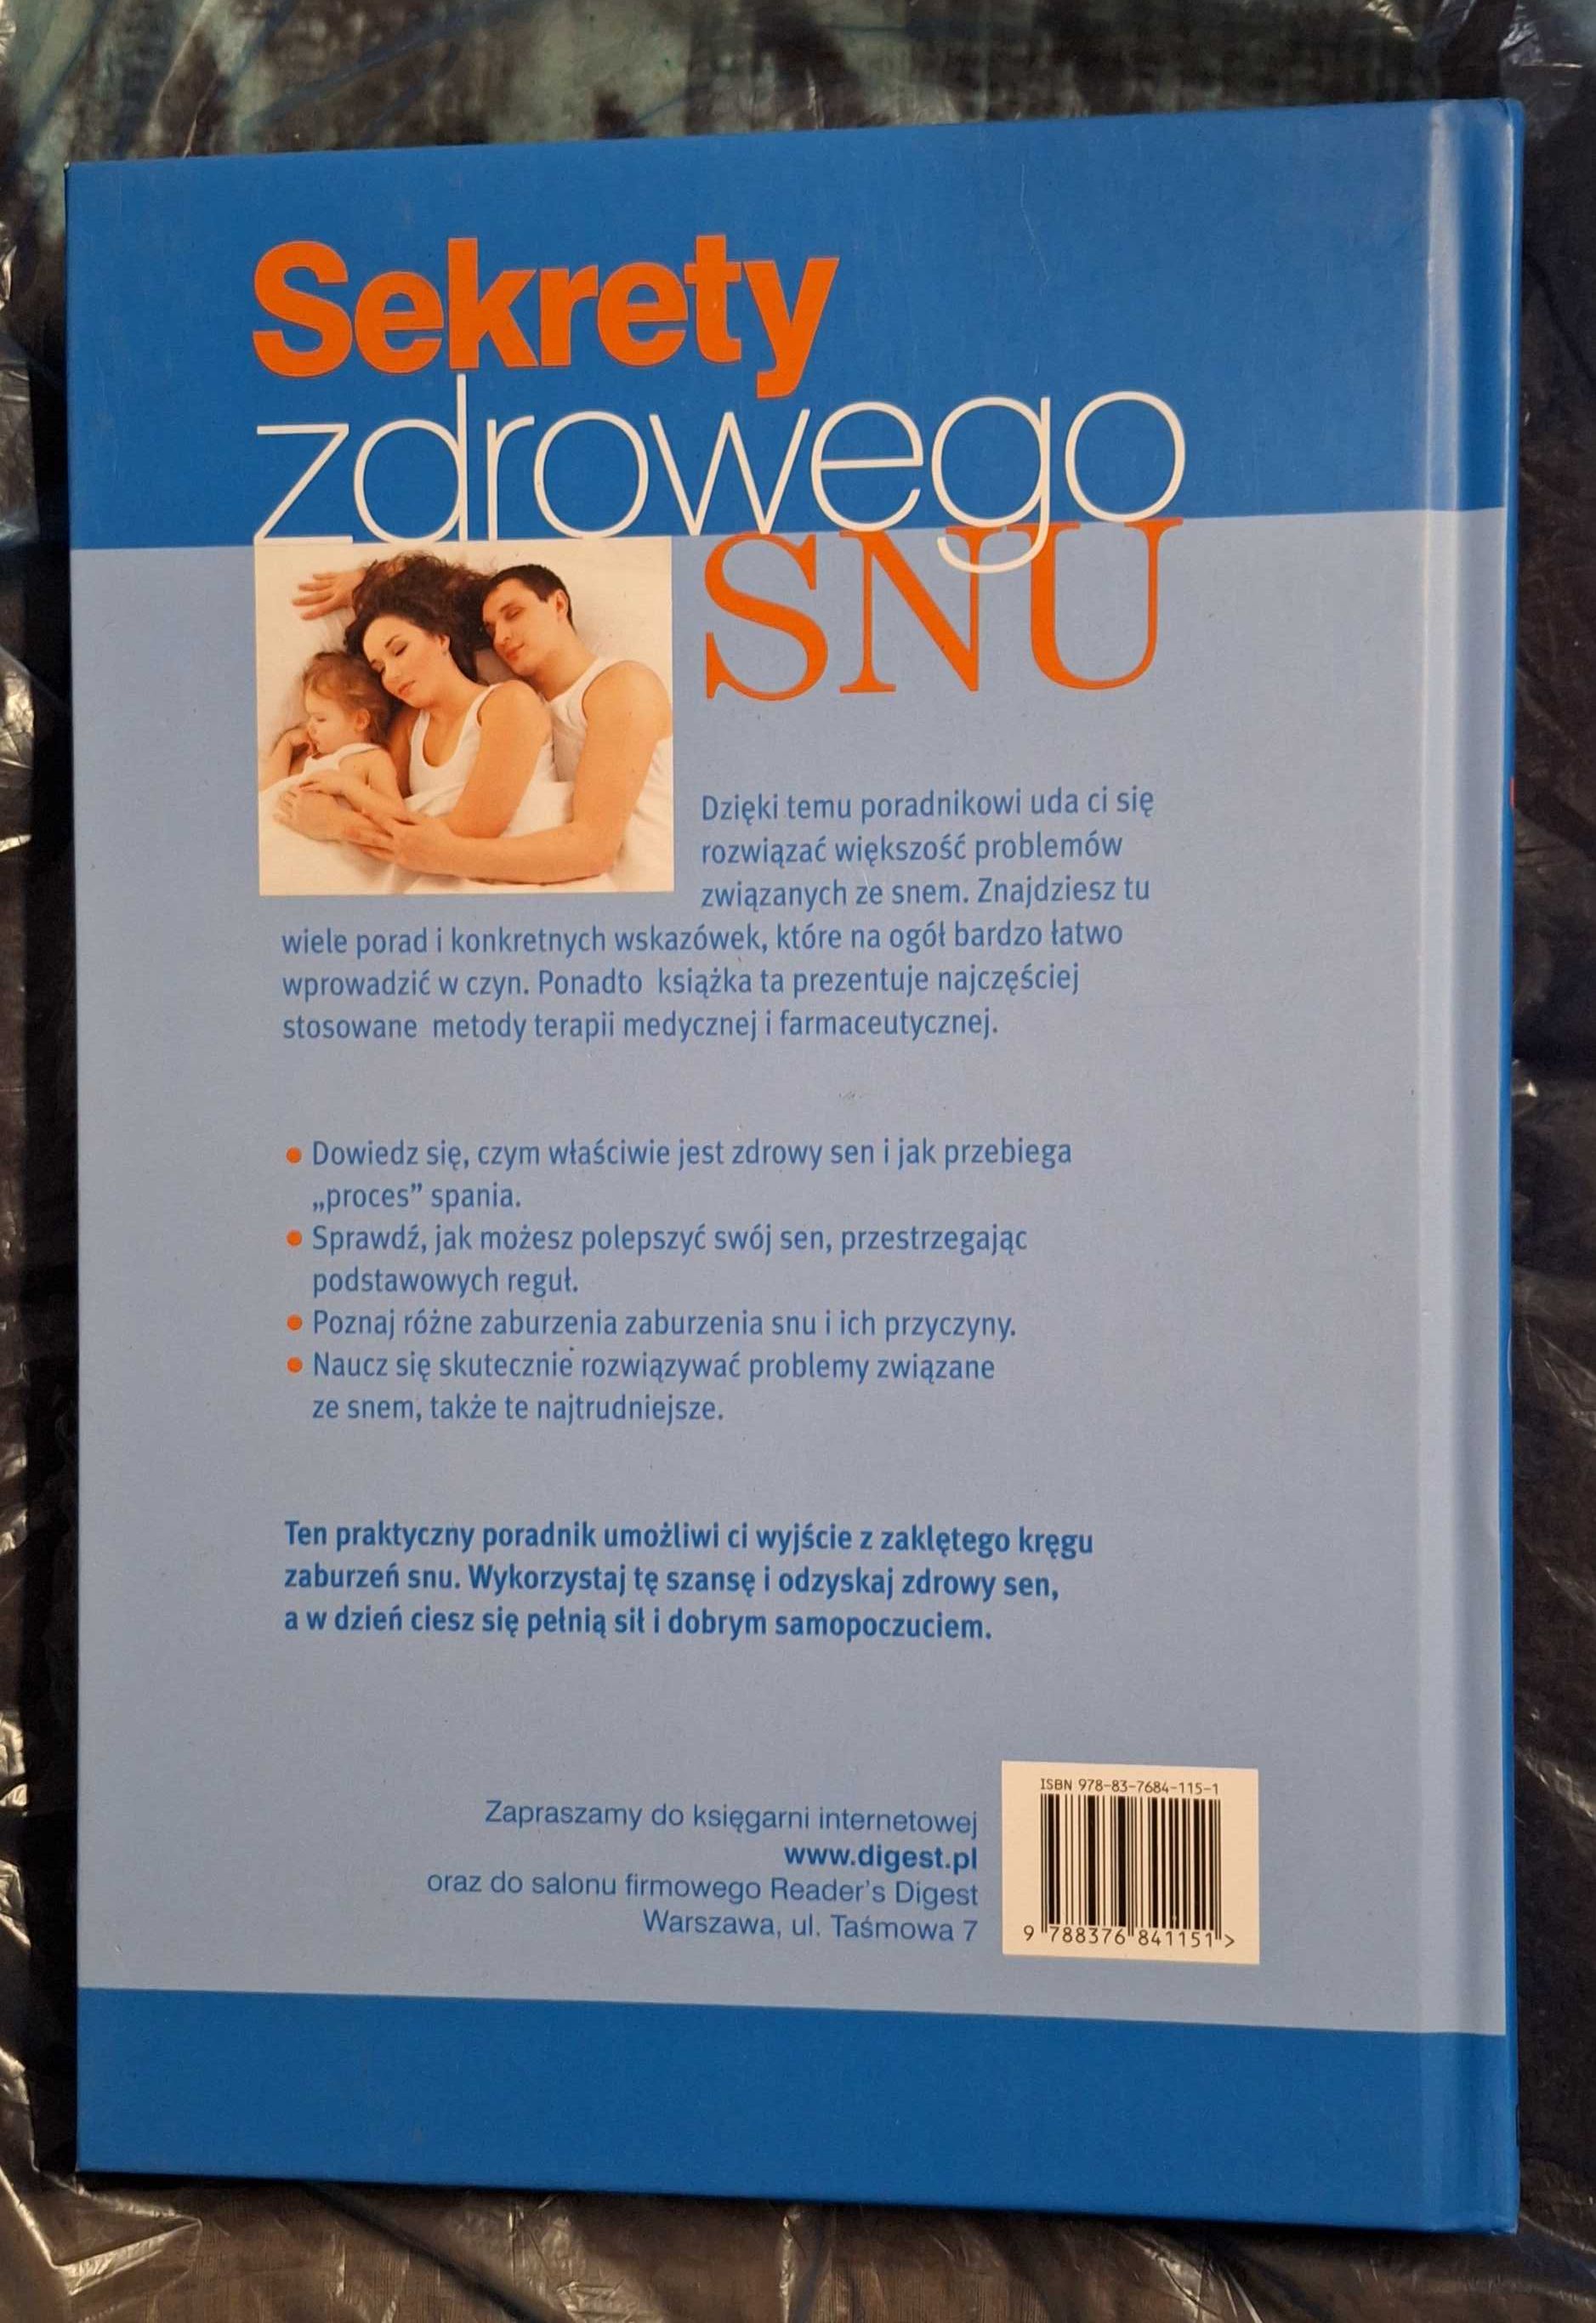 Sekrety
zdrowego
SNU
Dzięki temu poradnikowi uda ci się
rozwiązać większość problemów
związanych ze snem. Znajdziesz tu
wiele porad i konkretnych wskazówek, które na ogół bardzo łatwo
wprowadzić w czyn. Ponadto książka ta prezentuje najczęściej
stosowane metody terapii medycznej i farmaceutycznej.
• Dowiedz się, czym właściwie jest zdrowy sen i jak przebiega
„proces” spania.
• Sprawdź, jak możesz polepszyć swój sen, przestrzegając
podstawowych reguł.
• Poznaj różne zaburzenia zaburzenia snu i ich przyczyny.
• Naucz się skutecznie rozwiązywać problemy związane
ze snem, także te najtrudniejsze.
Ten praktyczny poradnik umożliwi ci wyjście z zaklętego kręgu
zaburzeń snu. Wykorzystaj tę szansę i odzyskaj zdrowy sen,
a w dzień ciesz się pełnią sił i dobrym samopoczuciem.
Zapraszamy do księgarni internetowej
www.digest.pl
oraz do salonu firmowego Reader's Digest
Warszawa, ul. Taśmowa 7
ISBN 978-83-7684-115-1
9 788376 841151 >